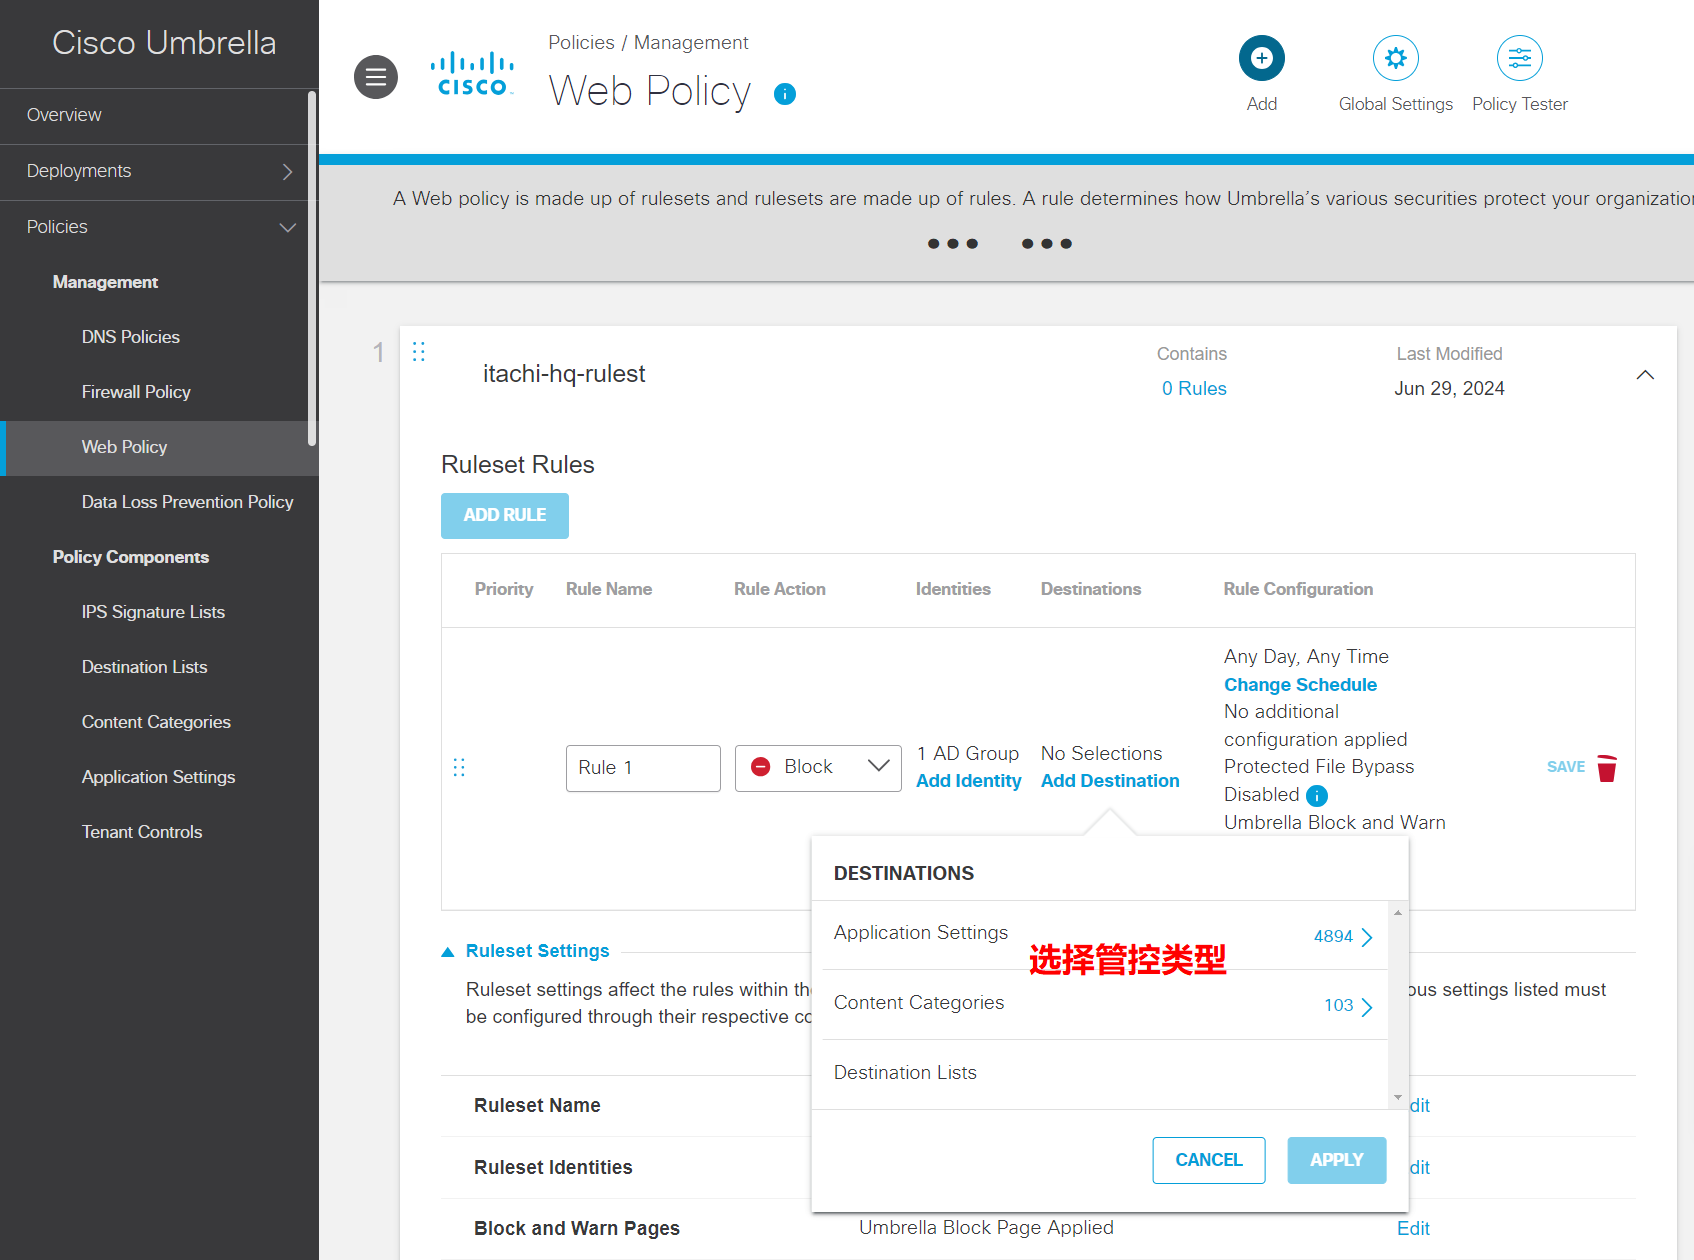 Cisco Umbrella
Overview
Deployments
Policies
Management
DNS Policies
Firewall Policy
Web Policy
Data Loss Prevention Policy
Policy Components
IPS Signature Lists
Destination Lists
Content Categories
Application Settings
Tenant Controls
CISCO
Policies / Management
Web Policy
Add
Global Settings
Policy Tester
A Web policy is made up of rulesets and rulesets are made up of rules. A rule determines how Umbrella's various securities protect your
1
itachi-hq-rulest
Contains
0 Rules
Last Modified
Jun 29, 2024
Ruleset Rules
ADD RULE
Priority Rule Name Rule Action Identities Destinations Rule Configuration
Rule 1
Block
1 AD Group
Add Identity
No Selections
Add Destination
Any Day, Any Time
Change Schedule
No additional
configuration applied
Protected File Bypass
Disabled
Umbrella Block and Warn
SAVE
DESTINATIONS
Application Settings 4894
选择管控类型
Content Categories 103
Destination Lists
CANCEL APPLY
Ruleset Settings
Ruleset settings affect the rules within settings listed must
be configured through their respective
Ruleset Name
Ruleset Identities
Block and Warn Pages Umbrella Block Page Applied Edit